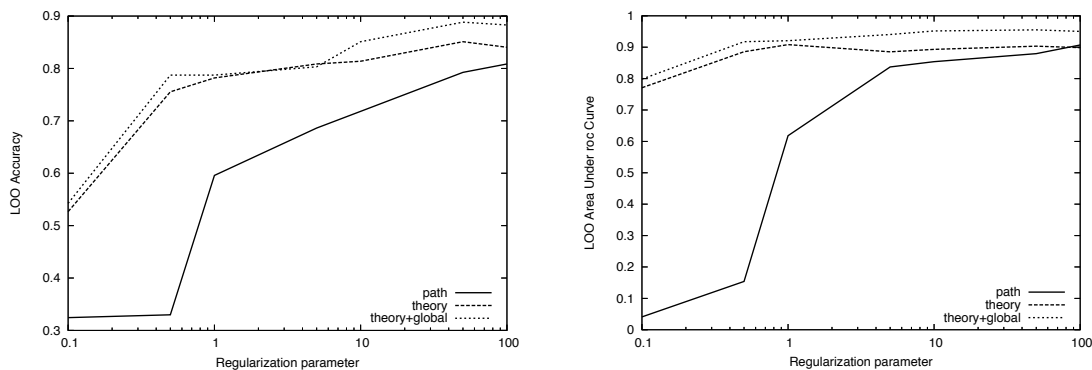 0.9
0.8
0.7
0.6
0.5
0.4
0.3
LOO Accuracy
path
theory
theory+global
0.1 1 10 100
Regularization parameter
1
0.9
0.8
0.7
0.6
0.5
0.4
0.3
0.2
0.1
0
LOO Area Under roc Curve
path
theory
theory+global
0.1 1 10 100
Regularization parameter